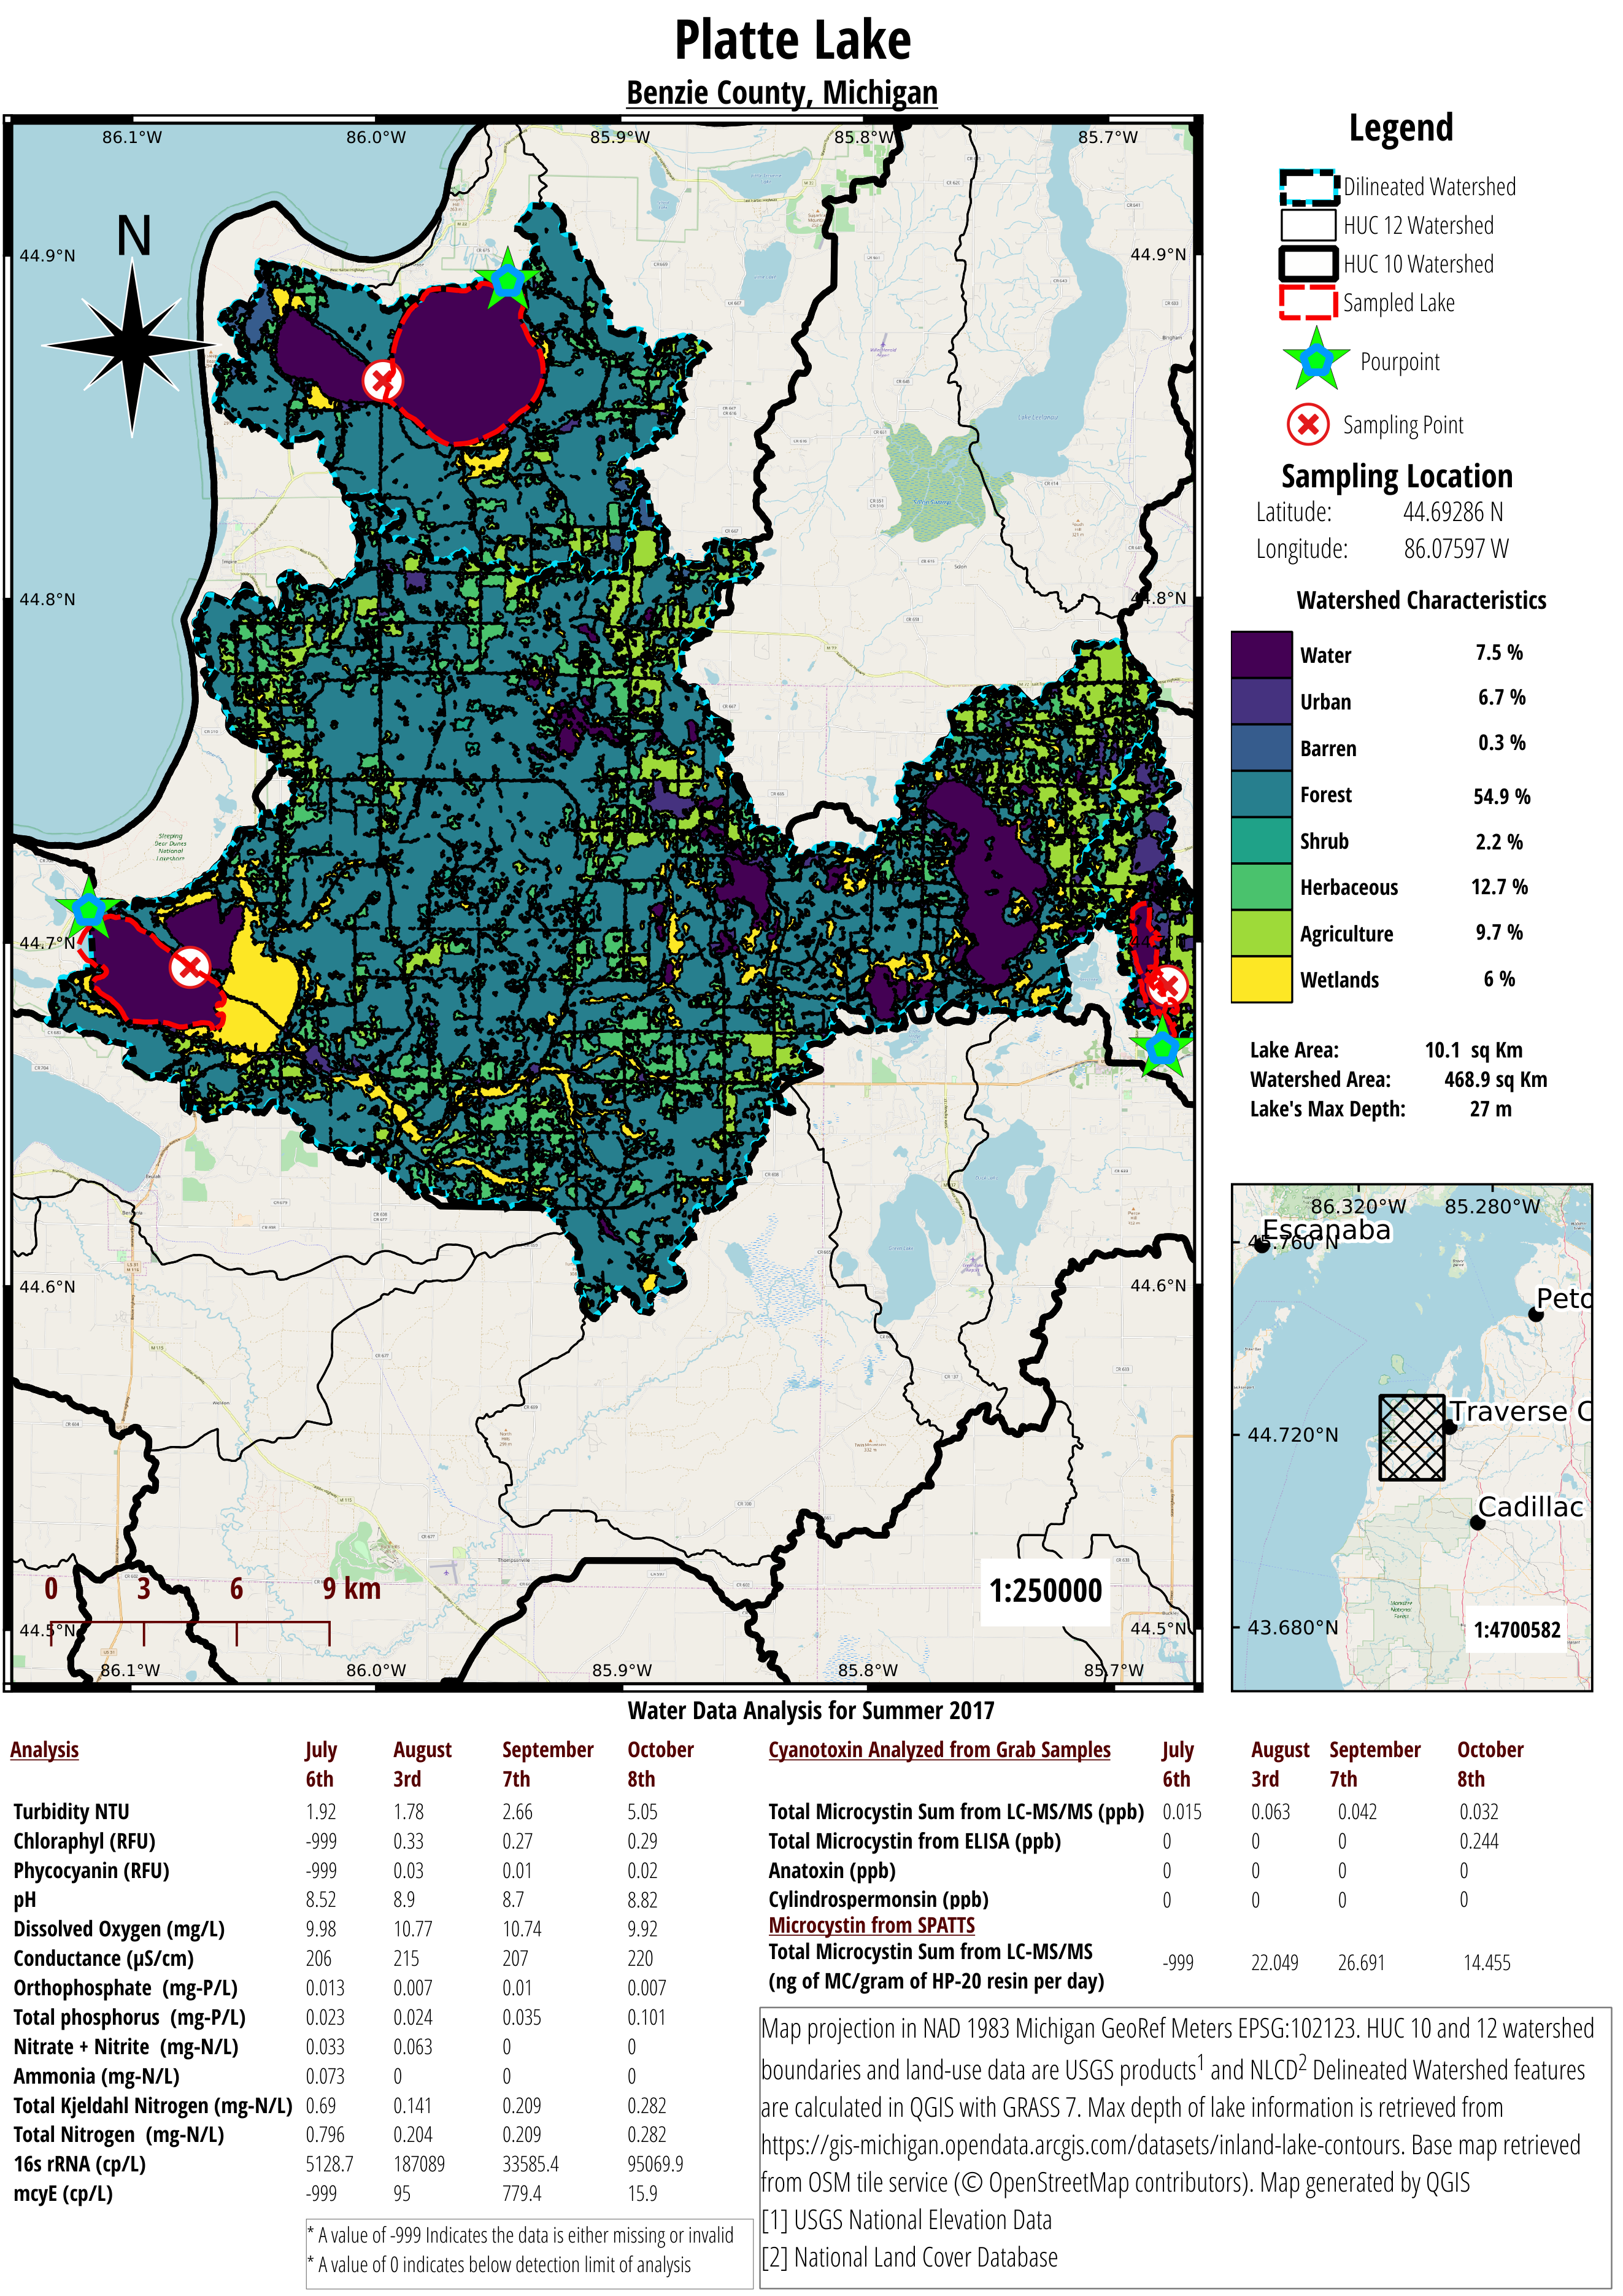 Platte Lake
Benzie County, Michigan
86.1°W 86.0°W 85.9°W 85.8°W 85.7°W
N
44.9°N 44.9°N
44.8°N 44.8°N
44.7°N
44.6°N 44.6°N
44.5°N 44.5°N
Sleeping
Bear Dunes
National
Lakeshore
Lake Leelanau
0 3 6 9 km
1:250000
86.1°W 86.0°W 85.9°W 85.8°W 85.7°W
Legend
Dilineated Watershed
HUC 12 Watershed
HUC 10 Watershed
Sampled Lake
Pourpoint
Sampling Point
Sampling Location
Latitude: 44.69286 N
Longitude: 86.07597 W
Watershed Characteristics
Water 7.5 %
Urban 6.7 %
Barren 0.3 %
Forest 54.9 %
Shrub 2.2 %
Herbaceous 12.7 %
Agriculture 9.7 %
Wetlands 6 %
Lake Area: 10.1 sq Km
Watershed Area: 468.9 sq Km
Lake's Max Depth: 27 m
86.320°W 85.280°W
Escanaba
45.760°N
Peto
Traverse C
44.720°N
Cadillac
43.680°N
1:4700582
Water Data Analysis for Summer 2017
Analysis July August September October
6th 3rd 7th 8th
Turbidity NTU 1.92 1.78 2.66 5.05
Chloraphyl (RFU) -999 0.33 0.27 0.29
Phycocyanin (RFU) -999 0.03 0.01 0.02
pH 8.52 8.9 8.7 8.82
Dissolved Oxygen (mg/L) 9.98 10.77 10.74 9.92
Conductance (µS/cm) 206 215 207 220
Orthophosphate (mg-P/L) 0.013 0.007 0.01 0.007
Total phosphorus (mg-P/L) 0.023 0.024 0.035 0.101
Nitrate + Nitrite (mg-N/L) 0.033 0.063 0 0
Ammonia (mg-N/L) 0.073 0 0 0
Total Kjeldahl Nitrogen (mg-N/L) 0.69 0.141 0.209 0.282
Total Nitrogen (mg-N/L) 0.796 0.204 0.209 0.282
16s rRNA (cp/L) 5128.7 187089 33585.4 95069.9
mcyE (cp/L) -999 95 779.4 15.9
* A value of -999 Indicates the data is either missing or invalid
* A value of 0 indicates below detection limit of analysis
Cyanotoxin Analyzed from Grab Samples July August September October
6th 3rd 7th 8th
Total Microcystin Sum from LC-MS/MS (ppb) 0.015 0.063 0.042 0.032
Total Microcystin from ELISA (ppb) 0 0 0 0.244
Anatoxin (ppb) 0 0 0 0
Cylindrospermonsin (ppb) 0 0 0 0
Microcystin from SPATTS
Total Microcystin Sum from LC-MS/MS
(ng of MC/gram of HP-20 resin per day) -999 22.049 26.691 14.455
Map projection in NAD 1983 Michigan GeoRef Meters EPSG:102123. HUC 10 and 12 watershed
boundaries and land-use data are USGS products1 and NLCD2 Delineated Watershed features
are calculated in QGIS with GRASS 7. Max depth of lake information is retrieved from
https://gis-michigan.opendata.arcgis.com/datasets/inland-lake-contours. Base map retrieved
from OSM tile service (© OpenStreetMap contributors). Map generated by QGIS
[1] USGS National Elevation Data
[2] National Land Cover Database